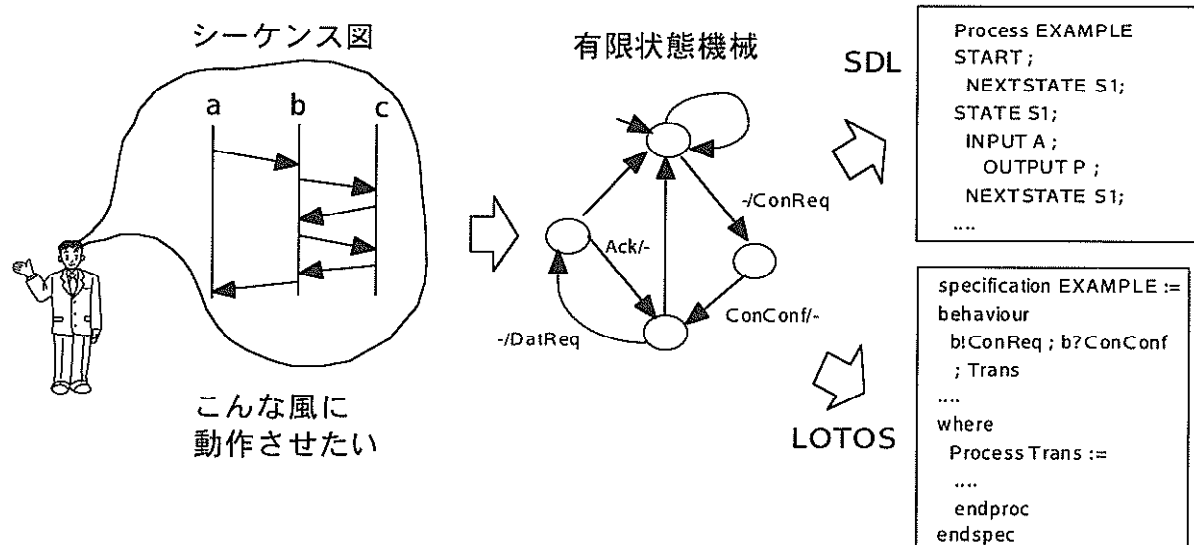 シーケンス図
a
b
c
こんな風に
動作させたい
有限状態機械
-/ConReq
Ack/-
ConConf/-
-/DatReq
SDL
Process EXAMPLE
START ;
NEXTSTATE S1;
STATE S1;
INPUT A ;
OUTPUT P ;
NEXTSTATE S1;
....
LOTOS
specification EXAMPLE :=
behaviour
b!ConReq ; b?ConConf
; Trans
....
where
Process Trans :=
....
endproc
endspec